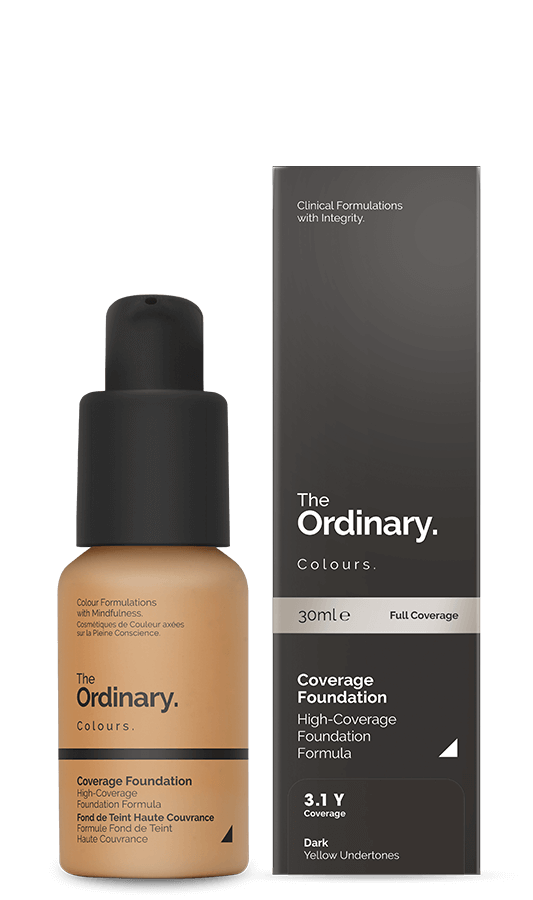 Colour Formulations
with Mindfulness.
Cosmétiques de Couleur axées
sur la Pleine Conscience.
The
Ordinary.
Colours.
Coverage Foundation
High-Coverage
Foundation Formula
Fond de Teint Haute Couvrance
Formule Fond de Teint
Haute Couvrance
Clinical Formulations
with Integrity.
The
Ordinary.
Colours.
30ml e Full Coverage
Coverage
Foundation
High-Coverage
Foundation
Formula
3.1 Y
Coverage
Dark
Yellow Undertones